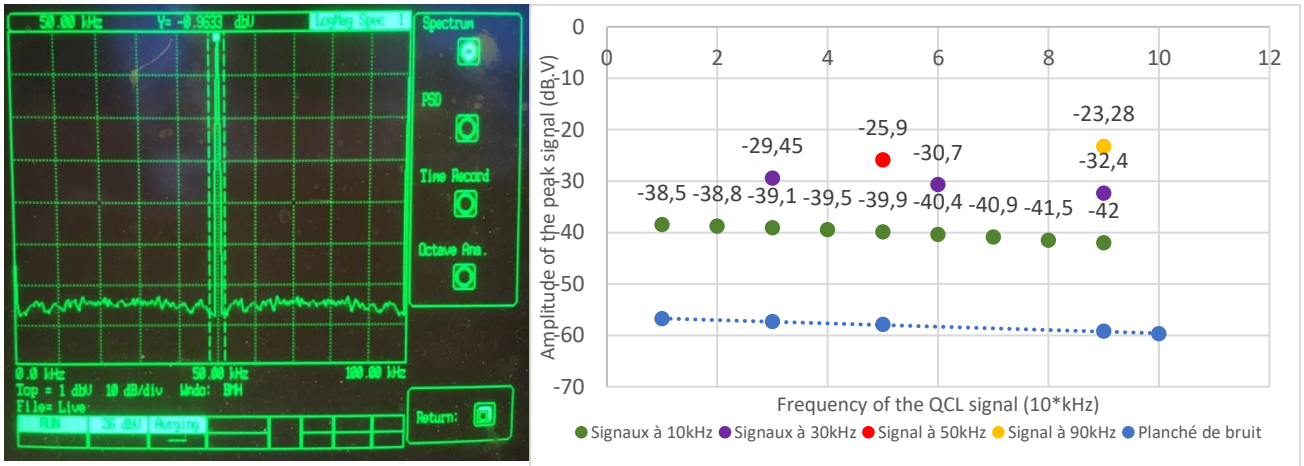 50.00 kHz Y= -0.9633 dbV LogMag Spec 1
Spectrum
PSD
Time Record
Octave Ana.
0.0 kHz 50.00 kHz 100.00 kHz
Top = 1 dbV 10 dB/div Wndo: BMH
File= Live
RUN 26 dbV Avrging
Return:
Amplitude of the peak signal (dB,V)
0
-10
-20
-30
-40
-50
-60
-70
0 2 4 6 8 10 12
-23,28
-25,9
-29,45 -30,7 -32,4
-38,5 -38,8 -39,1 -39,5 -39,9 -40,4 -40,9 -41,5 -42
Frequency of the QCL signal (10*kHz)
Signaux à 10kHz Signaux à 30kHz Signal à 50kHz Signal à 90kHz Planché de bruit